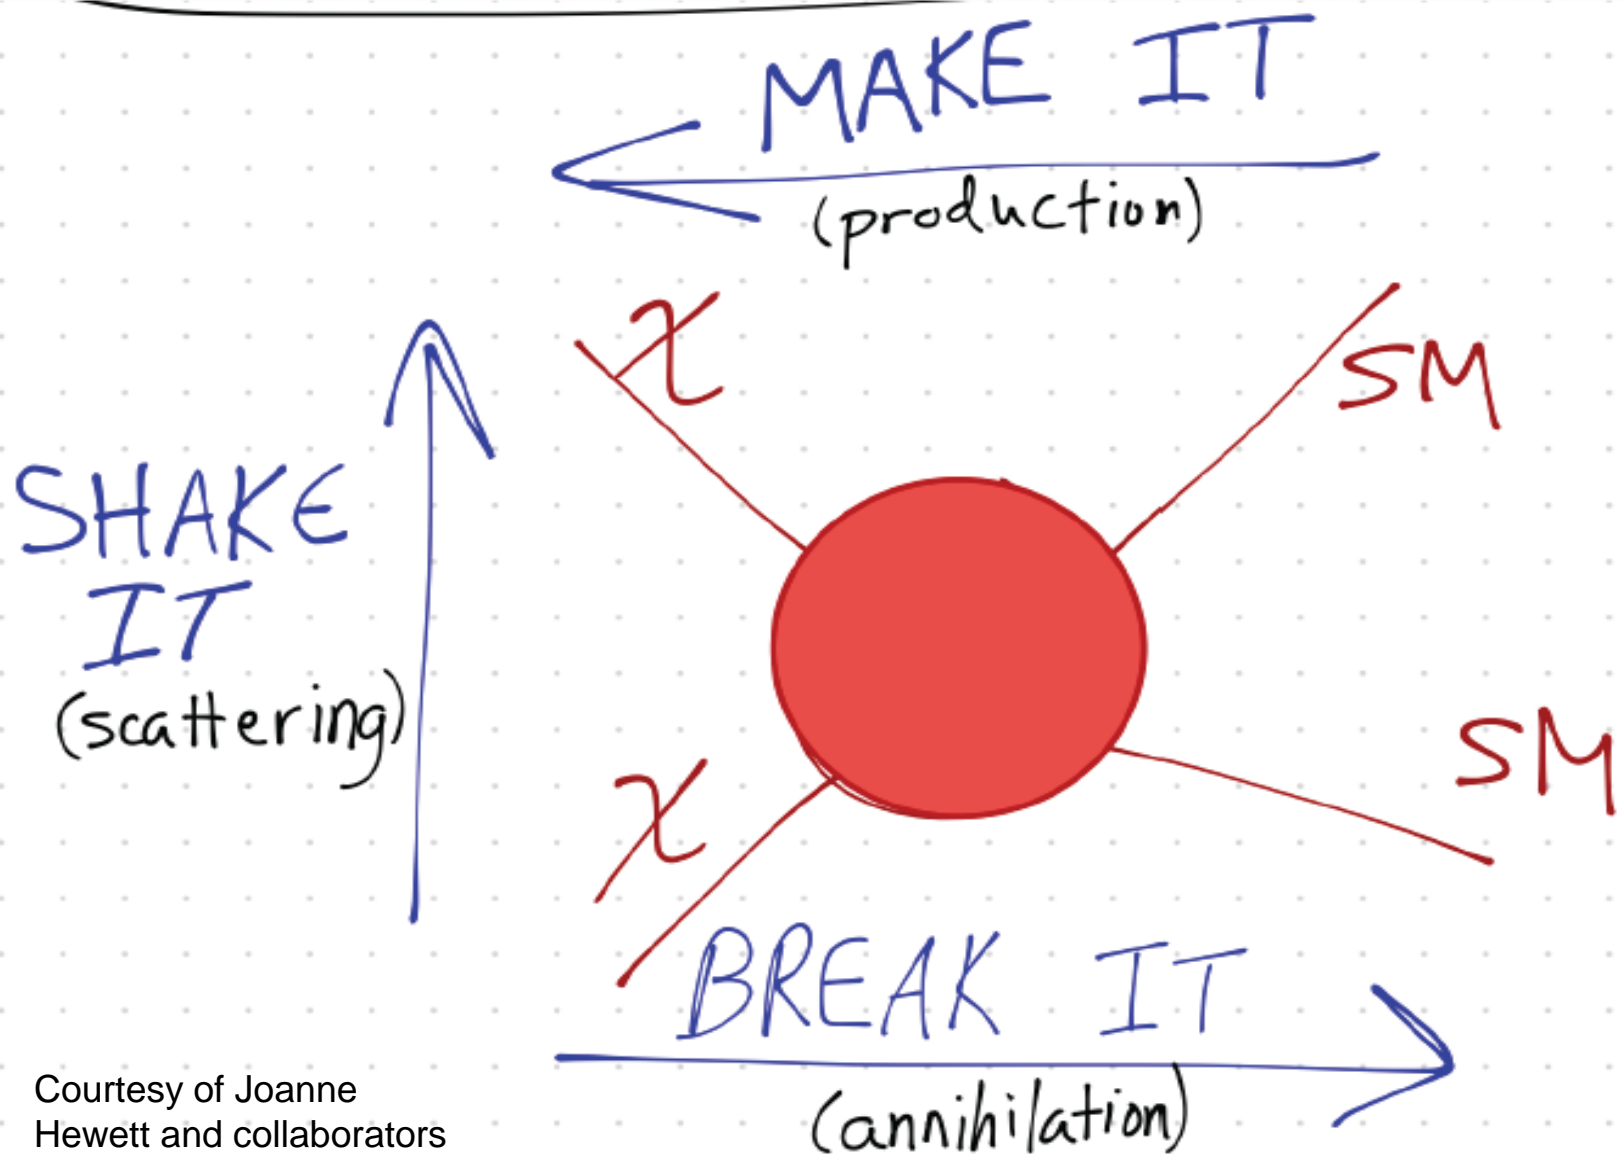 MAKE IT
(production)
χ
SM
SHAKE
IT
(scattering)
χ
SM
BREAK IT
(annihilation)
Courtesy of Joanne
Hewett and collaborators